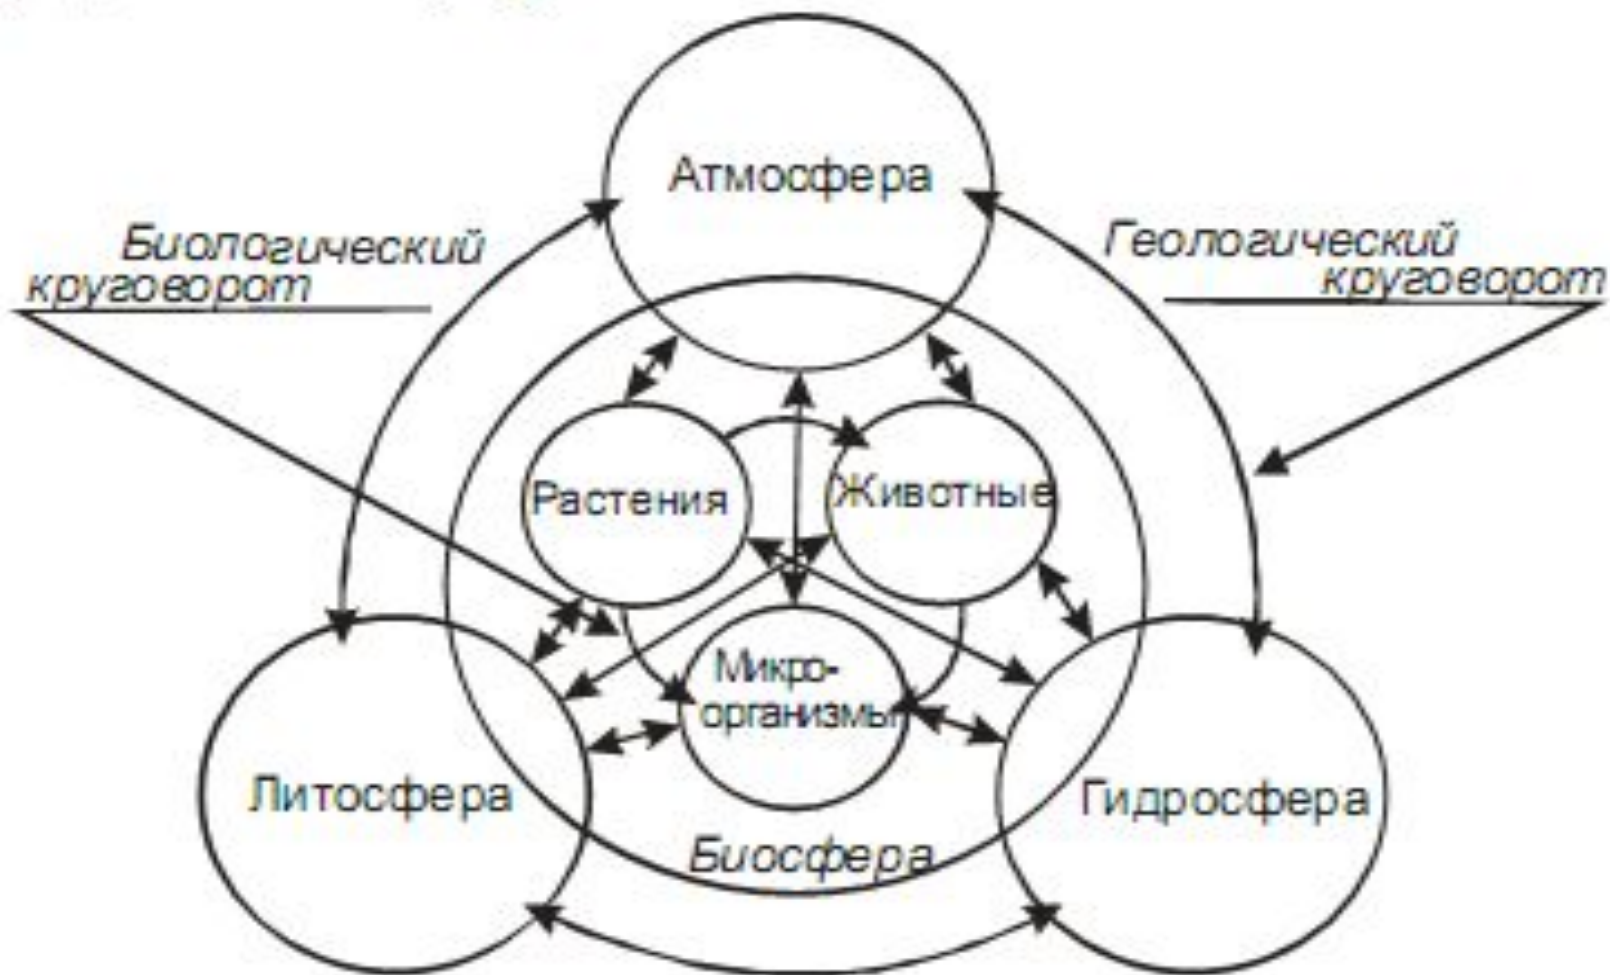 Атмосфера
Биологический
круговорот
Геологический
круговорот
Растения
Животные
Микро-
организмы
Литосфера
Гидросфера
Биосфера